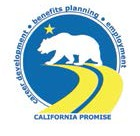 career development • benefits planning • employment
CALIFORNIA PROMISE